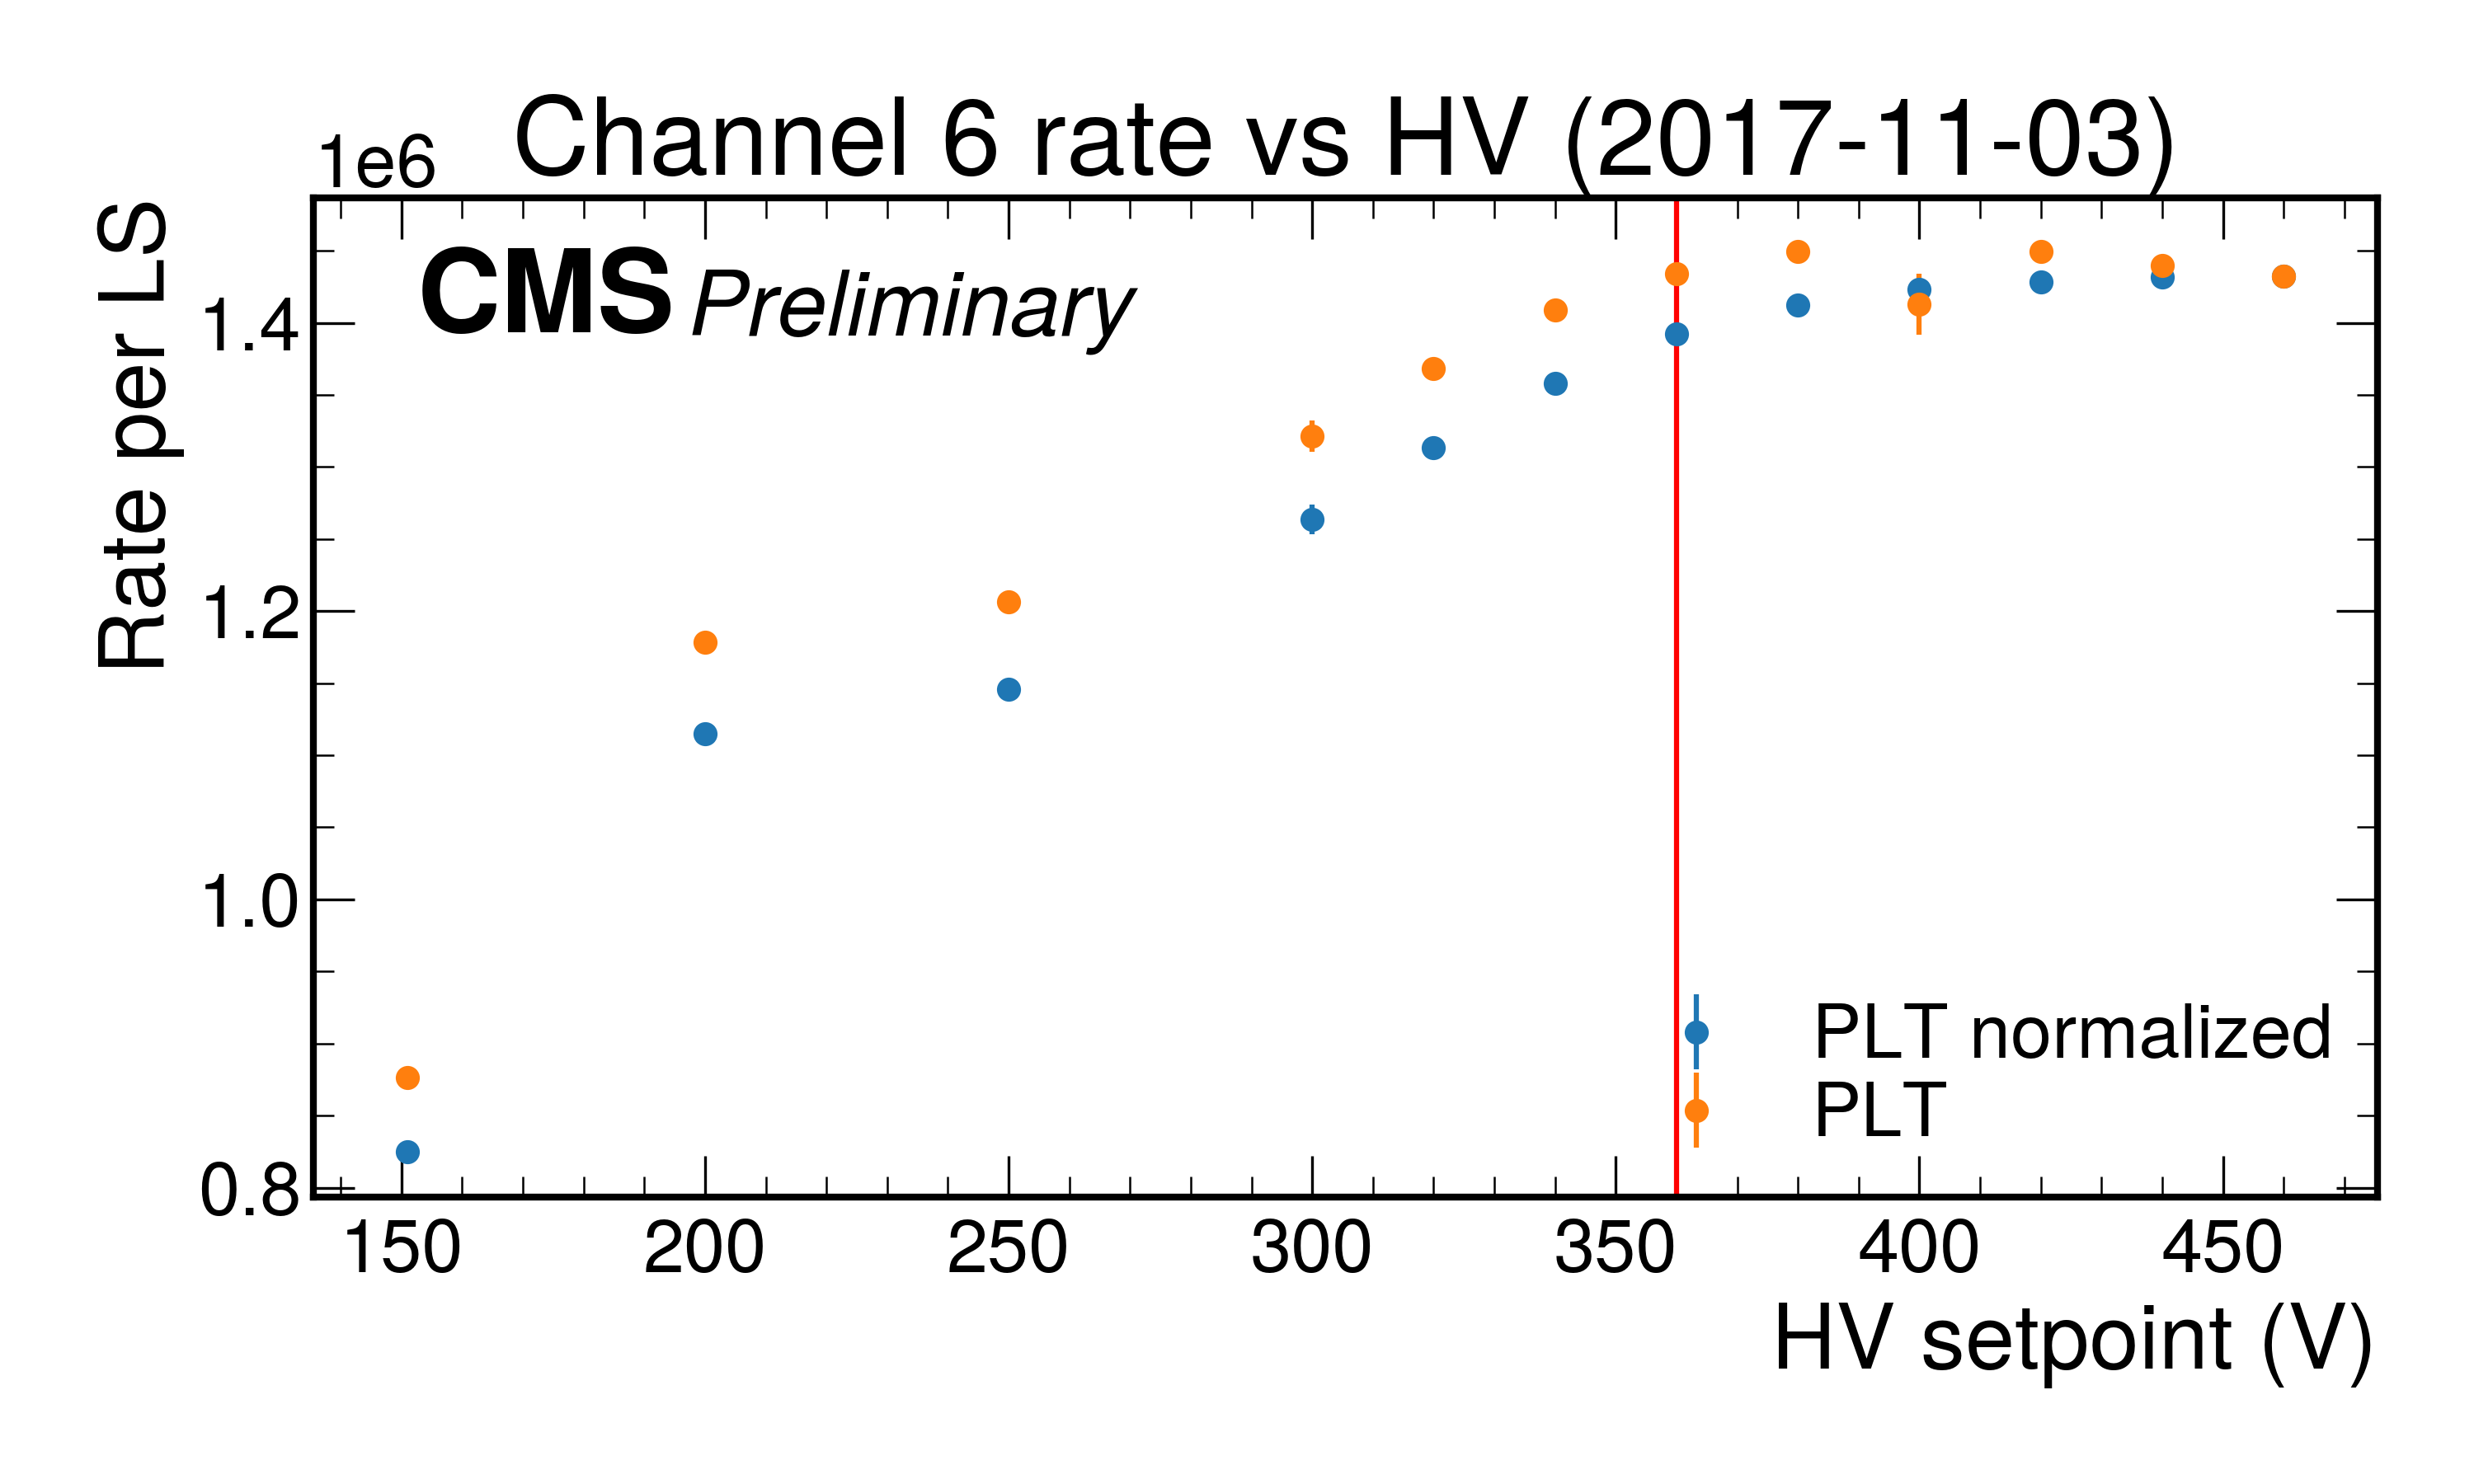 Channel 6 rate vs HV (2017-11-03)
1e6
CMS Preliminary
Rate per LS
1.4
1.2
1.0
0.8
PLT normalized
PLT
150 200 250 300 350 400 450
HV setpoint (V)